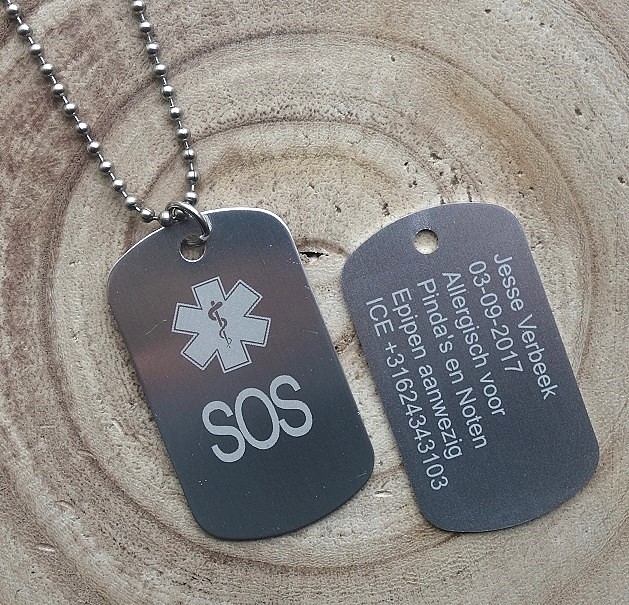 SOS
Jesse Verbeek
03-09-2017
Allergisch voor
Pinda's en Noten
Epipen aanwezig
ICE +31624343103